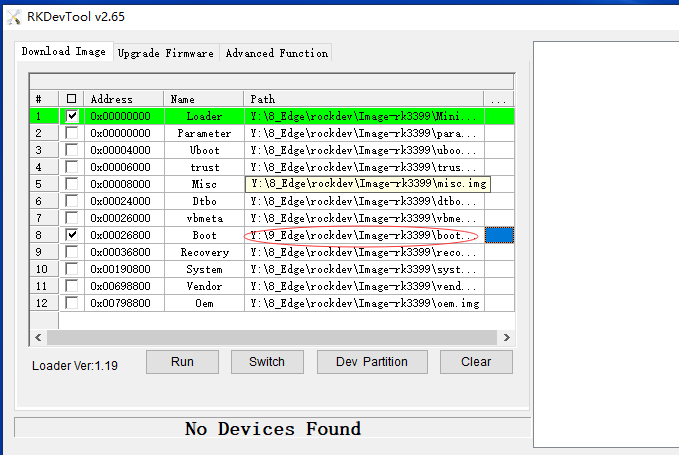 RKDevTool v2.65
Download Image Upgrade Firmware Advanced Function
# Address Name Path ...
1 0x00000000 Loader Y:\8_Edge\rockdev\Image-rk3399\Mini...
2 0x00000000 Parameter Y:\8_Edge\rockdev\Image-rk3399\para...
3 0x00004000 Uboot Y:\8_Edge\rockdev\Image-rk3399\uboo...
4 0x00006000 trust Y:\8_Edge\rockdev\Image-rk3399\trus...
5 0x00008000 Misc Y:\8_Edge\rockdev\Image-rk3399\misc.img
6 0x00024000 Dtbo Y:\8_Edge\rockdev\Image-rk3399\dtbo...
7 0x00026000 vbmeta Y:\8_Edge\rockdev\Image-rk3399\vbme...
8 0x00026800 Boot Y:\9_Edge\rockdev\Image-rk3399\boot...
9 0x00036800 Recovery Y:\8_Edge\rockdev\Image-rk3399\reco...
10 0x00190800 System Y:\8_Edge\rockdev\Image-rk3399\syst...
11 0x00698800 Vendor Y:\8_Edge\rockdev\Image-rk3399\vend...
12 0x00798800 Oem Y:\8_Edge\rockdev\Image-rk3399\oem.img
Loader Ver:1.19 Run Switch Dev Partition Clear
No Devices Found